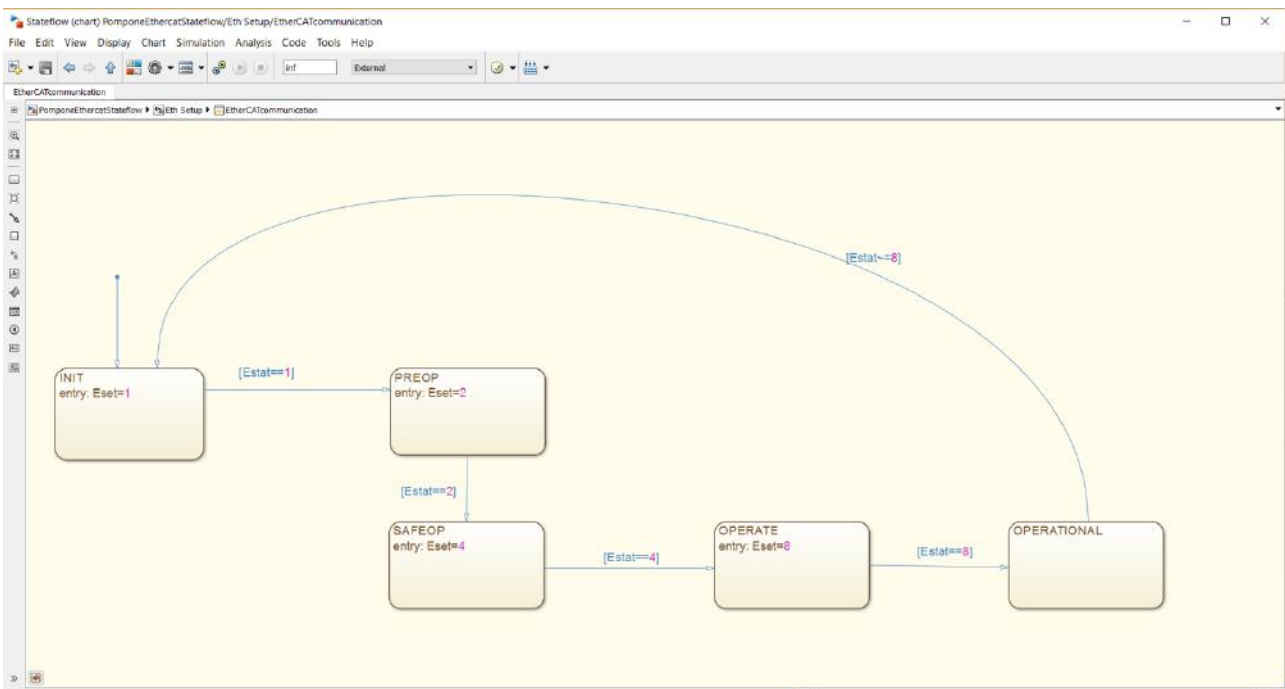 Stateflow (chart) PomponeEthercatStateflow/Eth Setup/EtherCATcommunication
File Edit View Display Chart Simulation Analysis Code Tools Help
inf External
EtherCATcommunication
PomponeEthercatStateflow Eth Setup EtherCATcommunication
[Estat~=8]
INIT
entry: Eset=1
[Estat==1]
PREOP
entry: Eset=2
[Estat==2]
SAFEOP
entry: Eset=4
[Estat==4]
OPERATE
entry: Eset=8
[Estat==8]
OPERATIONAL